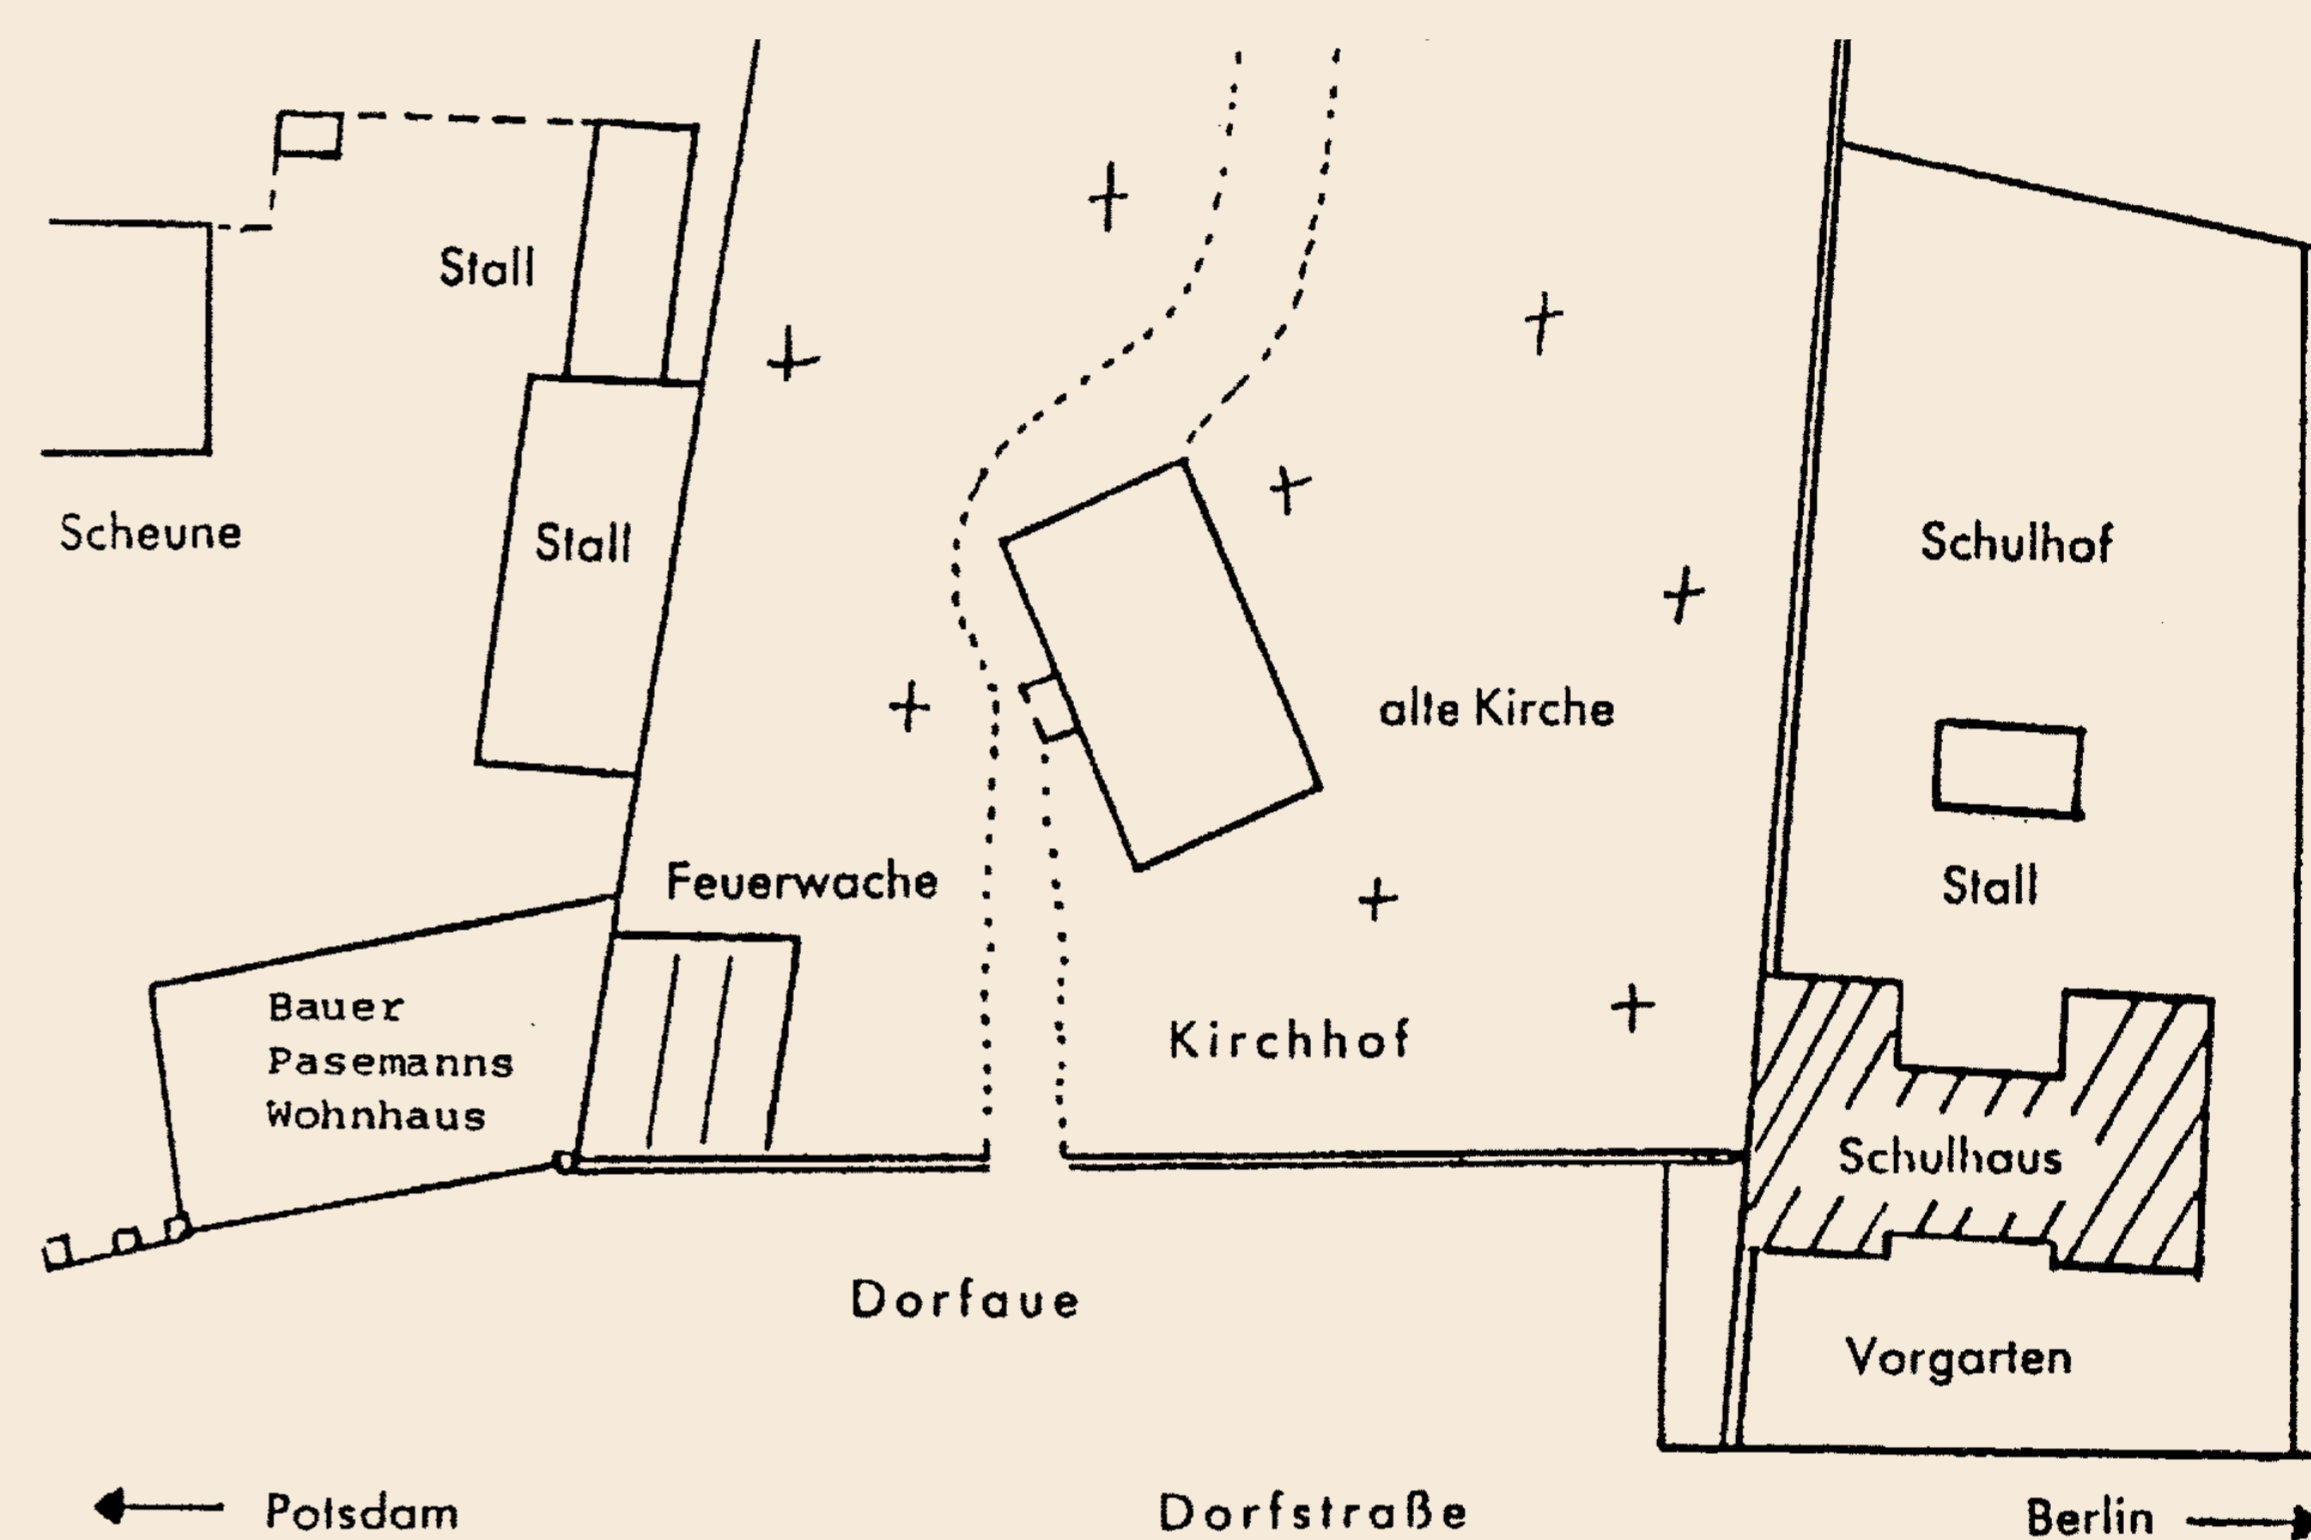 Stall
Scheune
Stall
Schulhof
alte Kirche
Feuerwache
Stall
Bauer
Pasemanns
Wohnhaus
Kirchhof
Schulhaus
Dorfaue
Vorgarten
Potsdam
Dorfstraße
Berlin